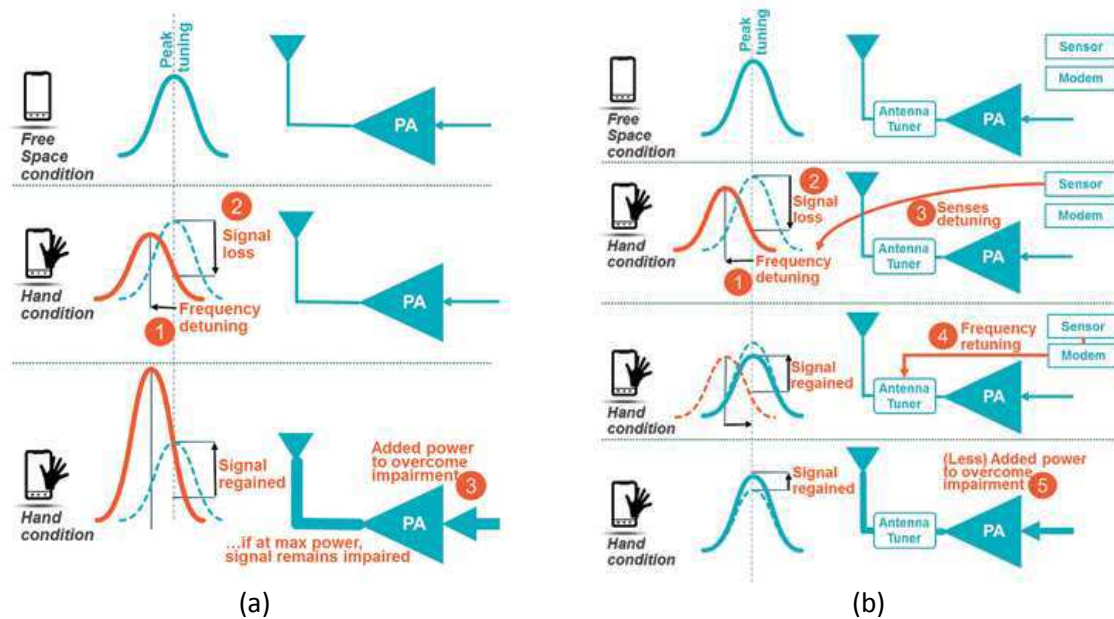 Peak
tuning
PA
Free
Space
condition
2
Signal
loss
PA
Hand
condition
Frequency
detuning
1
Added power
to overcome
impairment
3
Signal
regained
PA
Hand
condition
...if at max power,
signal remains impaired
(a)
Peak
tuning
Sensor
Modem
Antenna
Tuner
PA
Free
Space
condition
2
Signal
loss
3
Senses
detuning
Sensor
Modem
Antenna
Tuner
PA
Hand
condition
Frequency
detuning
1
4
Frequency
retuning
Sensor
Modem
Signal
regained
Antenna
Tuner
PA
Hand
condition
(Less) Added power
to overcome
impairment
5
Signal
regained
Antenna
Tuner
PA
Hand
condition
(b)